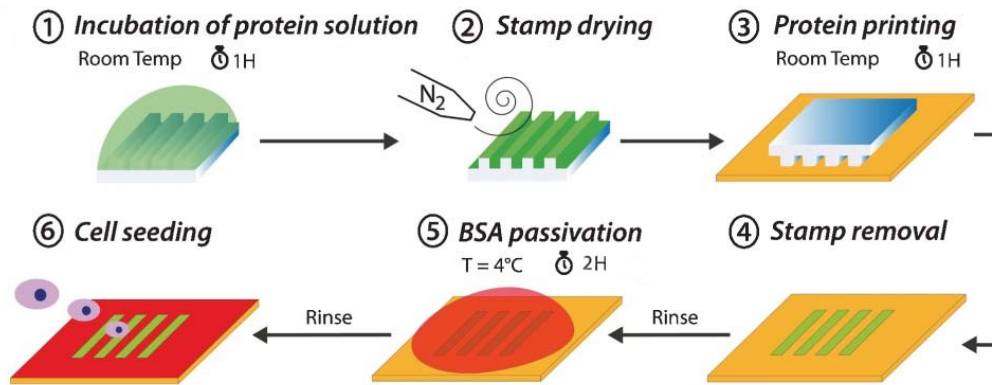 ① Incubation of protein solution
Room Temp 1H
② Stamp drying
N₂
③ Protein printing
Room Temp 1H
④ Stamp removal
Rinse
⑤ BSA passivation
T = 4°C 2H
Rinse
⑥ Cell seeding